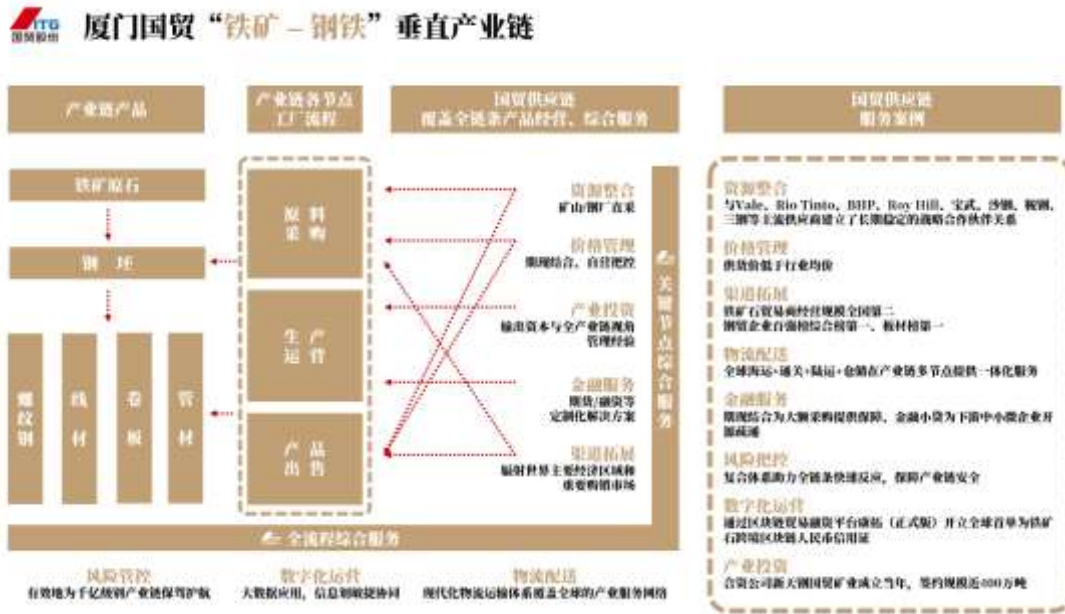 ITG
国贸股份
厦门国贸“铁矿 – 钢铁”垂直产业链
产业链产品
产业链各节点
工厂流程
国贸供应链
覆盖全链条产品经营、综合服务
国贸供应链
服务案例
铁矿原石
钢 坯
螺纹钢
线材
卷板
管材
原 料
采 购
生 产
运 营
产 品
出 售
资源整合
矿山/钢厂直采
价格管理
期现结合、自营把控
产业投资
输出资本与全产业链视角
管理经验
金融服务
期货/融资等
定制化解决方案
渠道拓展
辐射世界主要经济区域和
重要购销市场
关键节点综合服务
全流程综合服务
风险管控
有效地为千亿级别产业链保驾护航
数字化运营
大数据应用，信息划敏捷协同
物流配送
现代化物流运输体系覆盖全球的产业服务网络
资源整合
与Vale、Rio Tinto、BHP、Roy Hill、宝武、沙钢、鞍钢、
三钢等主流供应商建立了长期稳定的战略合作伙伴关系
价格管理
供货价低于行业均价
渠道拓展
铁矿石贸易商经营规模全国第二
钢贸企业百强榜综合榜第一、板材榜第一
物流配送
全球海运+通关+陆运+仓储在产业链多节点提供一体化服务
金融服务
期现结合为大额采购提供保障，金融小贷为下游中小微企业开
源疏通
风险把控
复合体系助力全链条快速反应，保障产业链安全
数字化运营
通过区块链贸易融资平台康拓（正式版）开立全球首单为铁矿
石跨境区块链人民币信用证
产业投资
合资公司新天钢国贸矿业成立当年，签约规模近400万吨